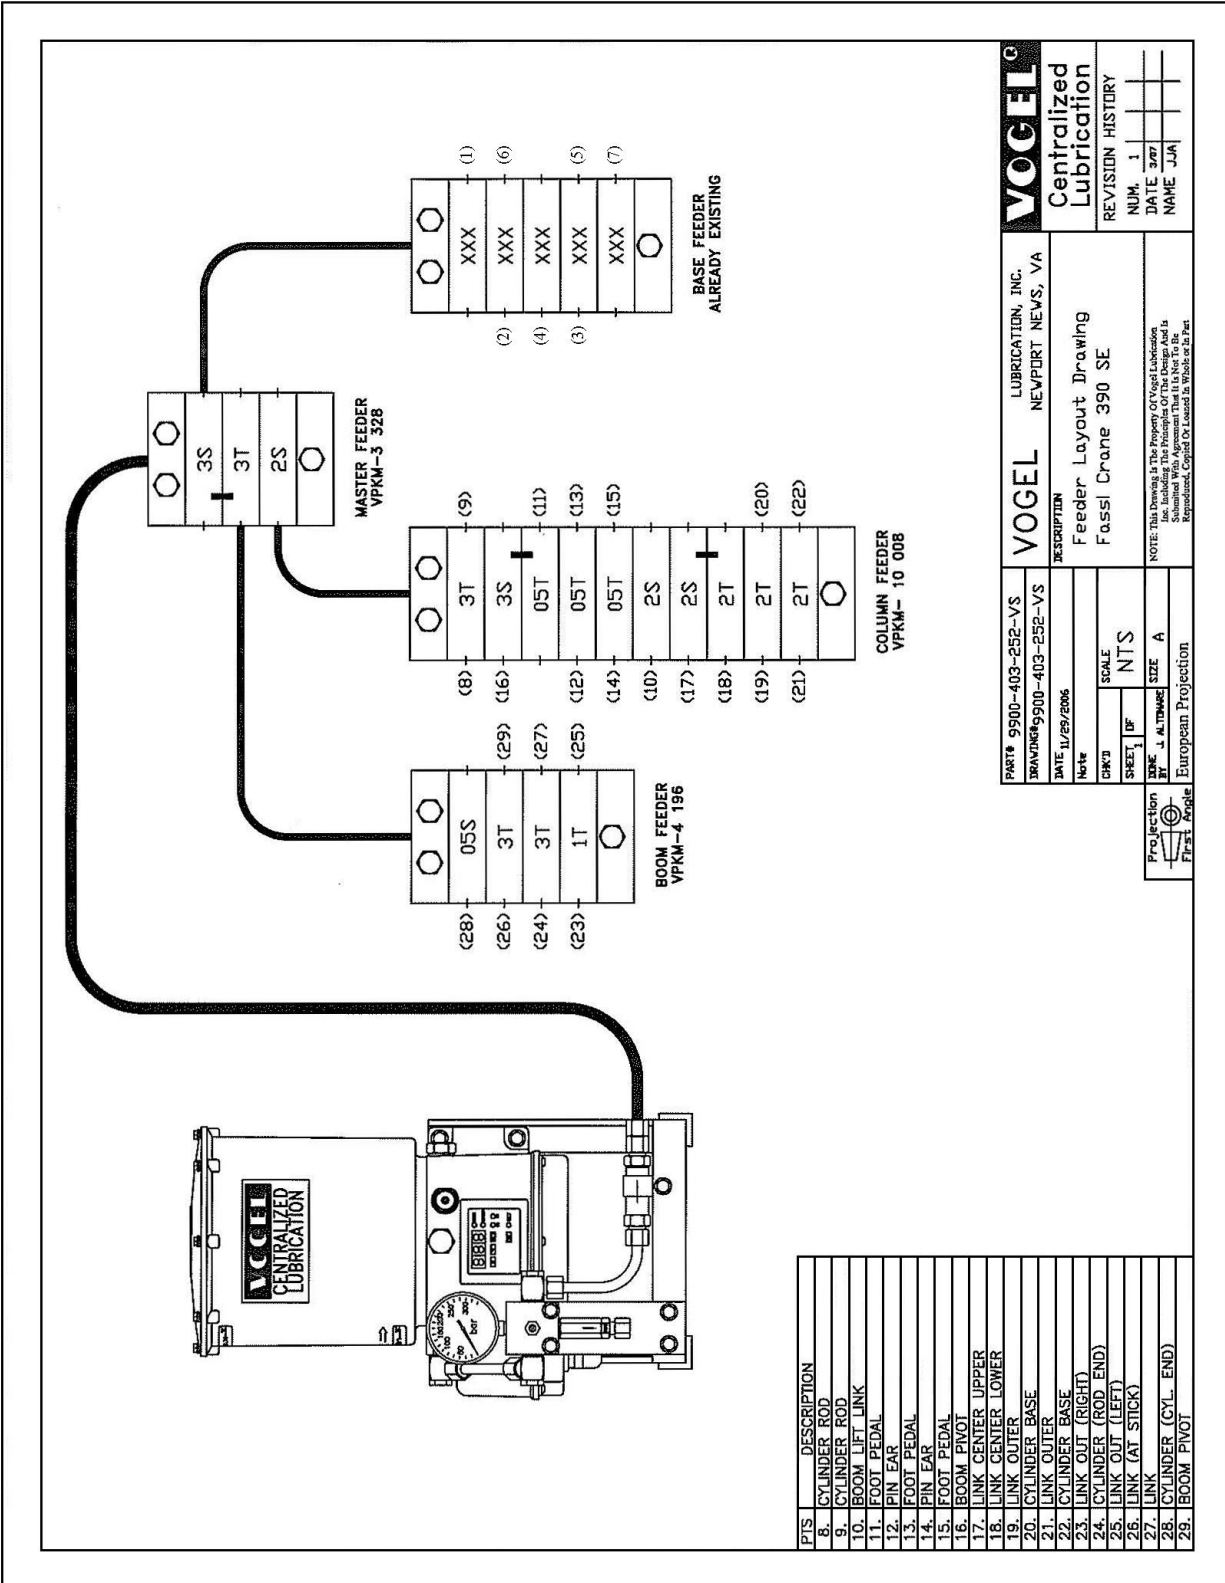 VOGEL
CENTRALIZED
LUBRICATION
50
100
150
200
250
300
bar
888
MASTER FEEDER
VPKM-3 328
3S
3T
2S
BOOM FEEDER
VPKM-4 196
05S
3T
3T
1T
(28)
(26) (29)
(24) (27)
(23) (25)
COLUMN FEEDER
VPKM- 10 008
(8) 3T (9)
(16) 3S
05T (11)
(12) 05T (13)
(14) 05T (15)
(10) 2S
(17) 2S
(18) 2T
(19) 2T (20)
(21) 2T (22)
BASE FEEDER
ALREADY EXISTING
XXX (1)
(2) XXX (6)
(4) XXX
(3) XXX (5)
XXX (7)
PTS DESCRIPTION
8. CYLINDER ROD
9. CYLINDER ROD
10. BOOM LIFT LINK
11. FOOT PEDAL
12. PIN EAR
13. FOOT PEDAL
14. PIN EAR
15. FOOT PEDAL
16. BOOM PIVOT
17. LINK CENTER UPPER
18. LINK CENTER LOWER
19. LINK OUTER
20. CYLINDER BASE
21. LINK OUTER
22. CYLINDER BASE
23. LINK OUT (RIGHT)
24. CYLINDER (ROD END)
25. LINK OUT (LEFT)
26. LINK (AT STICK)
27. LINK
28. CYLINDER (CYL. END)
29. BOOM PIVOT
Projection
First Angle
PART# 9900-403-252-VS
DRAWING# 9900-403-252-VS
DATE 11/29/2006
Note
CHK'D
SCALE
NTS
SHEET 1 OF
DONE BY J. ALTOMARE
SIZE A
European Projection
VOGEL LUBRICATION, INC.
NEWPORT NEWS, VA
DESCRIPTION
Feeder Layout Drawing
Fassl Crane 390 SE
NOTE: This Drawing Is The Property Of Vogel Lubrication
Inc. Including The Principles Of The Design And Is
Submitted With Agreement That It Is Not To Be
Reproduced, Copied Or Loaned In Whole or In Part
VOGEL®
Centralized
Lubrication
REVISION HISTORY
NUM. 1
DATE 3/07
NAME JJA